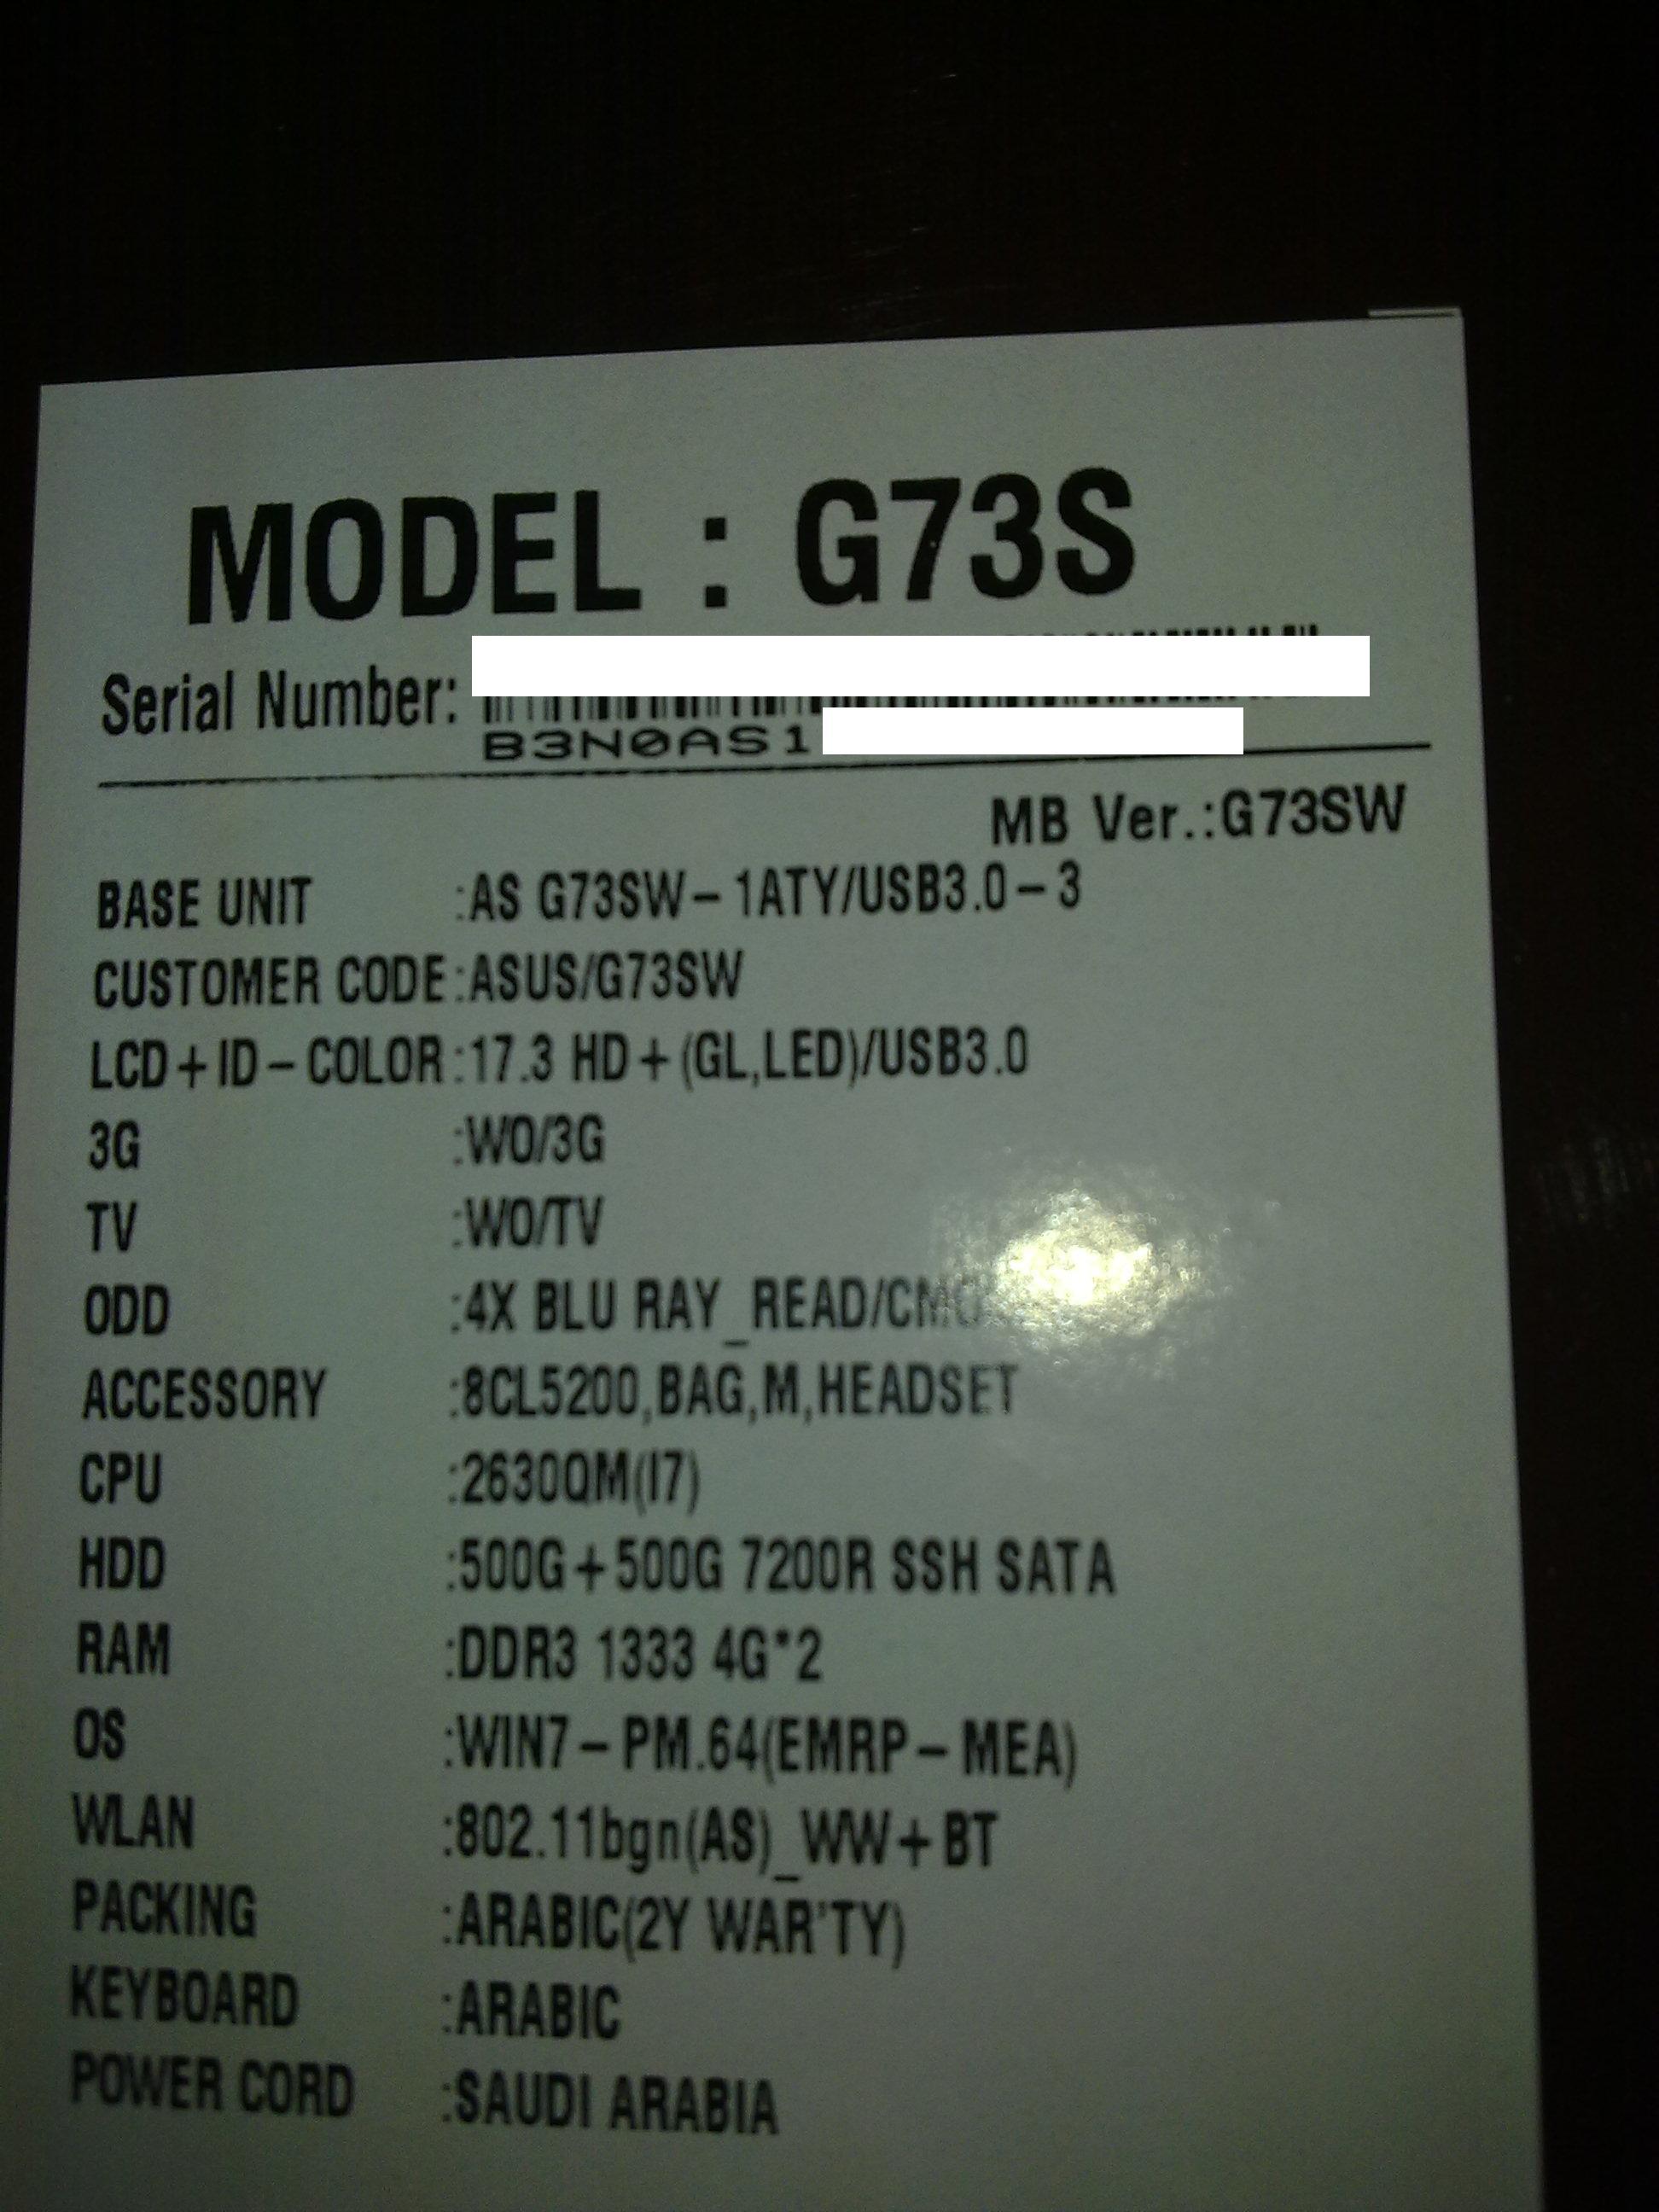 MODEL : G73S
Serial Number:
B3N0AS1
MB Ver.:G73SW
BASE UNIT :AS G73SW-1ATY/USB3.0-3
CUSTOMER CODE :ASUS/G73SW
LCD+ID-COLOR :17.3 HD+(GL,LED)/USB3.0
3G :WO/3G
TV :WO/TV
ODD :4X BLU RAY_READ/
ACCESSORY :8CL5200,BAG,M,HEADSET
CPU :2630QM(I7)
HDD :500G+500G 7200R SSH SATA
RAM :DDR3 1333 4G*2
OS :WIN7-PM.64(EMRP-MEA)
WLAN :802.11bgn(AS)_WW+BT
PACKING :ARABIC(2Y WAR'TY)
KEYBOARD :ARABIC
POWER CORD :SAUDI ARABIA